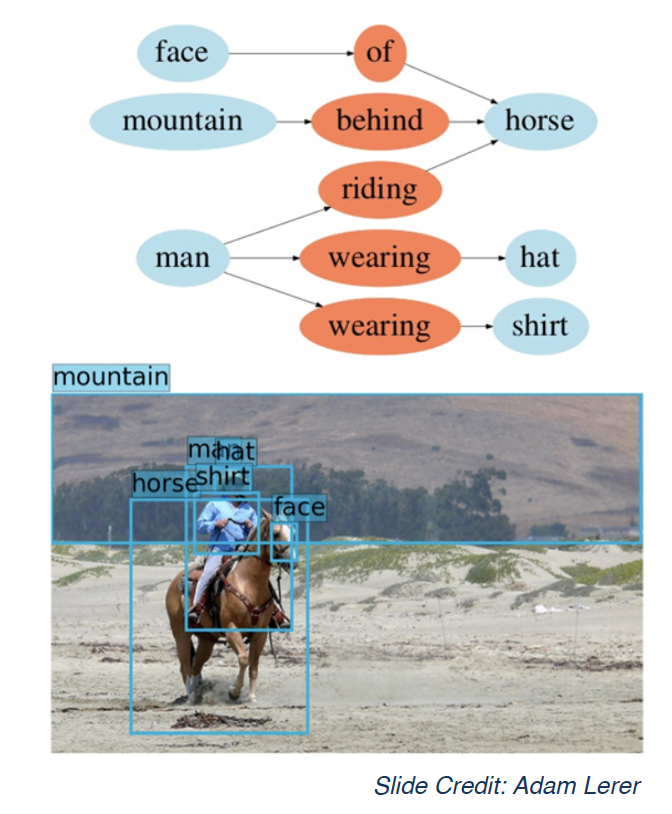 face of
mountain behind horse
riding
man wearing hat
wearing shirt
mountain
man hat
horse shirt
face
Slide Credit: Adam Lerer